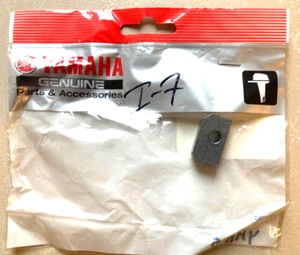 YAMAHA
GENUINE
Parts & Accessories
I-7